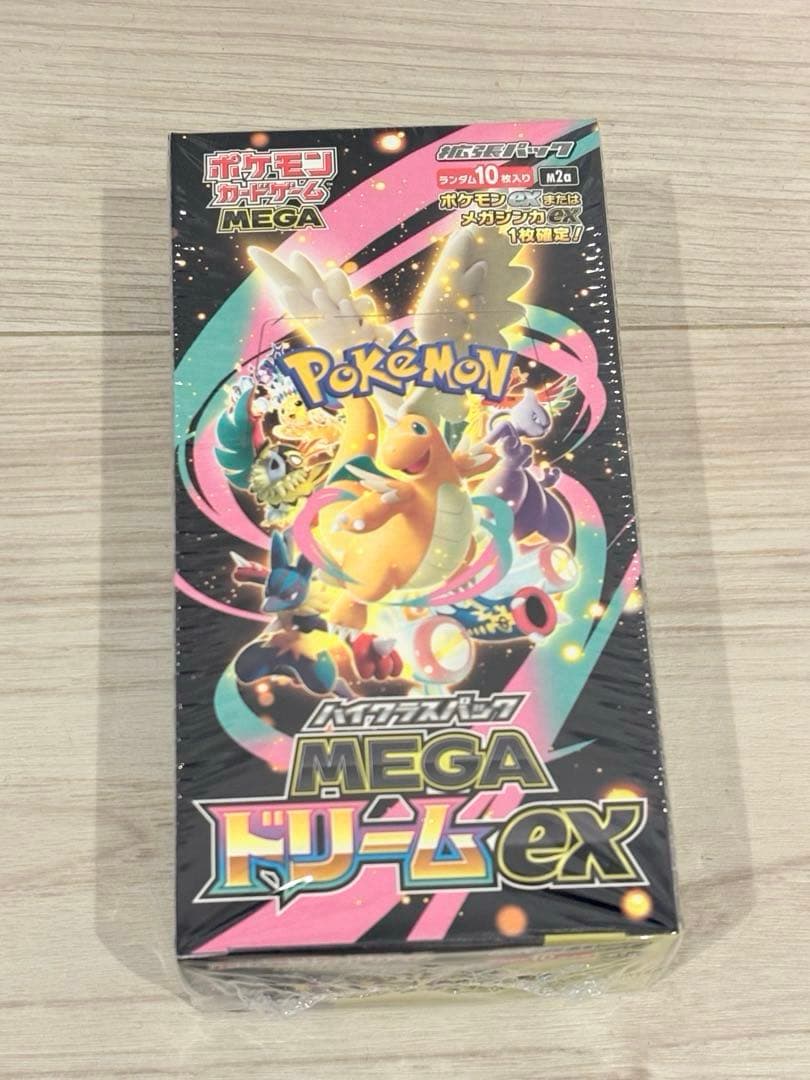 ポケモン
カードゲーム
MEGA
拡張パック
ランダム10枚入り
M2a
ポケモンexまたは
メガシンカex
1枚確定!
POKéMON
ハイクラスパック
MEGA
ドリームex